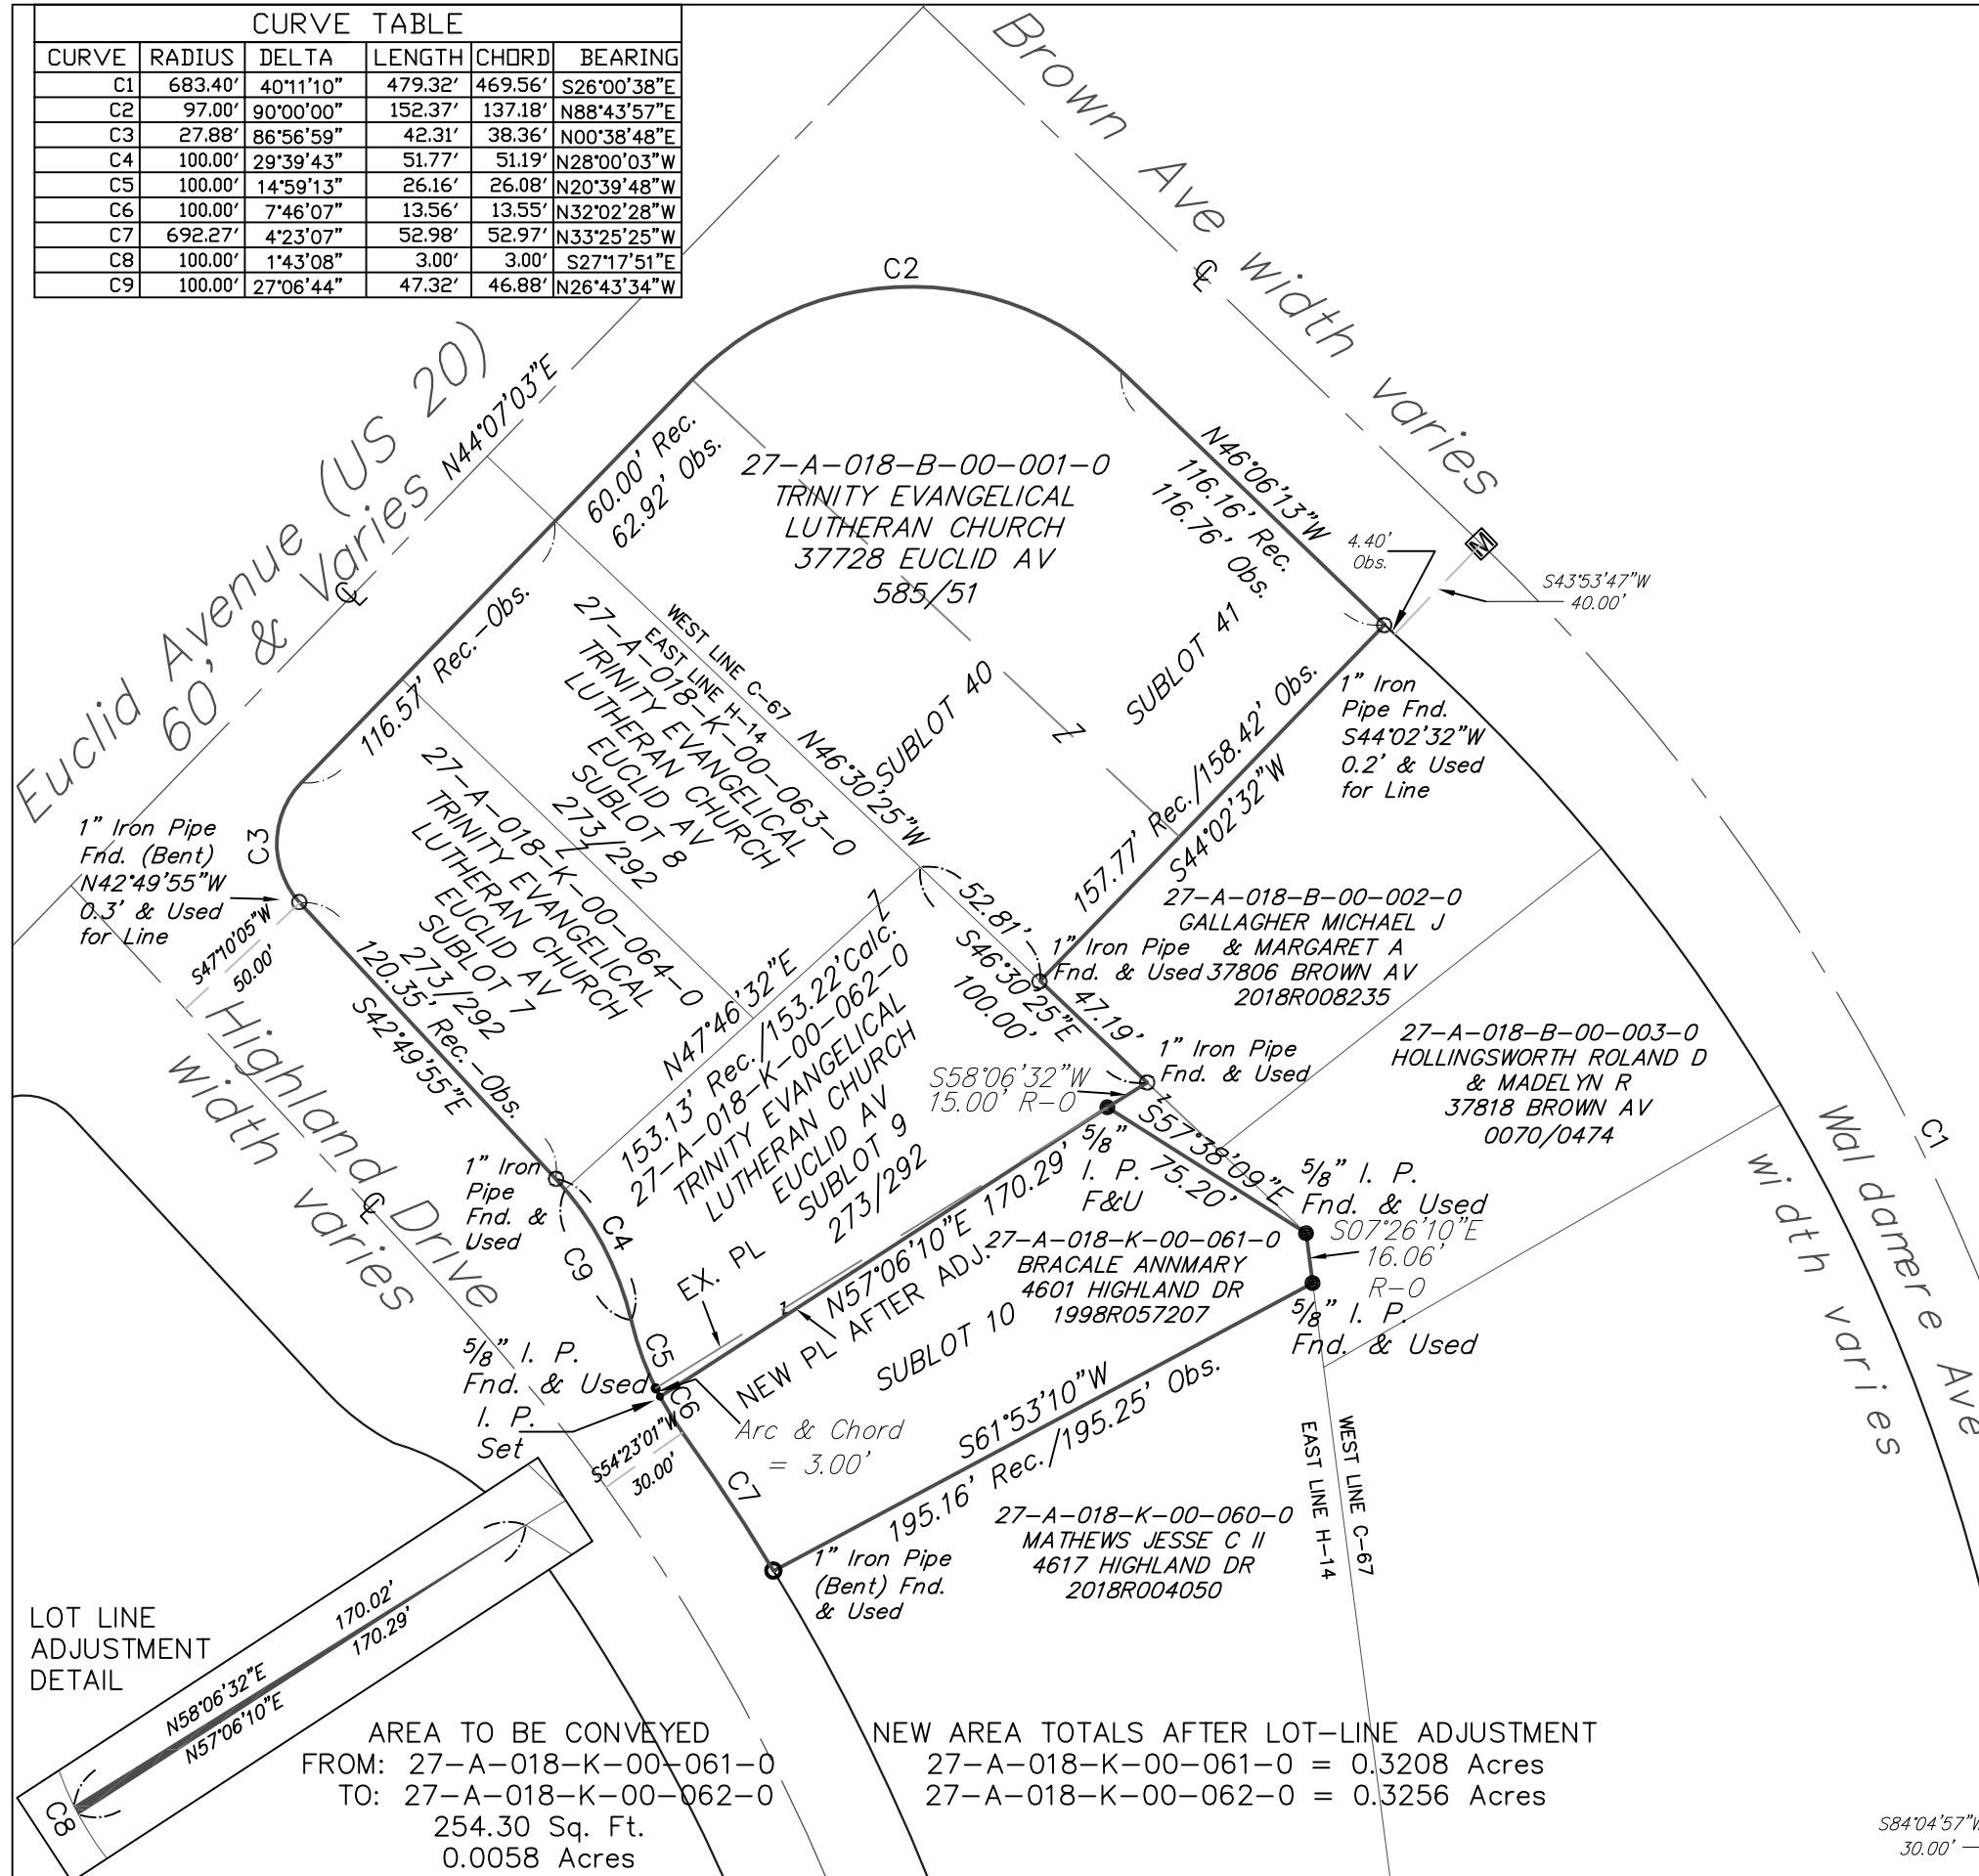 CURVE TABLE
CURVE RADIUS DELTA LENGTH CHORD BEARING
C1 683.40' 40°11'10" 479.32' 469.56' S26°00'38"E
C2 97.00' 90°00'00" 152.37' 137.18' N88°43'57"E
C3 27.88' 86°56'59" 42.31' 38.36' N00°38'48"E
C4 100.00' 29°39'43" 51.77' 51.19' N28°00'03"W
C5 100.00' 14°59'13" 26.16' 26.08' N20°39'48"W
C6 100.00' 7°46'07" 13.56' 13.55' N32°02'28"W
C7 692.27' 4°23'07" 52.98' 52.97' N33°25'25"W
C8 100.00' 1°43'08" 3.00' 3.00' S27°17'51"E
C9 100.00' 27°06'44" 47.32' 46.88' N26°43'34"W
Brown Ave width varies
C2
Euclid Avenue (US 20)
60' & Varies
N44°07'03"E
60.00' Rec.
62.92' Obs.
27-A-018-B-00-001-0
TRINITY EVANGELICAL
LUTHERAN CHURCH
37728 EUCLID AV
585/51
N46°06'13"W
116.16' Rec.
116.76' Obs.
4.40'
Obs.
M
S43°53'47"W
40.00'
SUBLOT 41
SUBLOT 40
Z
WEST LINE C-67
EAST LINE H-14
N46°30'25"W
116.57' Rec.-Obs.
27-A-018-K-00-063-0
TRINITY EVANGELICAL
LUTHERAN CHURCH
EUCLID AV
SUBLOT 8
273/292
27-A-018-K-00-064-0
TRINITY EVANGELICAL
LUTHERAN CHURCH
EUCLID AV
SUBLOT 7
273/292
Z
1" Iron
Pipe Fnd.
S44°02'32"W
0.2' & Used
for Line
157.77' Rec./158.42' Obs.
S44°02'32"W
1" Iron Pipe
Fnd. (Bent)
N42°49'55"W
0.3' & Used
for Line
C3
S47°10'05"W
50.00'
120.35' Rec.-Obs.
S42°49'55"E
Highland Drive
width varies
52.81'
S46°30'25"E
100.00'
47.19'
1" Iron Pipe
Fnd. & Used
27-A-018-B-00-002-0
GALLAGHER MICHAEL J
& MARGARET A
37806 BROWN AV
2018R008235
27-A-018-B-00-003-0
HOLLINGSWORTH ROLAND D
& MADELYN R
37818 BROWN AV
0070/0474
Z
N47°46'32"E
153.13' Rec./153.22'Calc.
27-A-018-K-00-062-0
TRINITY EVANGELICAL
LUTHERAN CHURCH
EUCLID AV
SUBLOT 9
273/292
1" Iron Pipe
Fnd. & Used
S58°06'32"W
15.00' R-O
5/8"
I. P.
F&U
S57°38'09"E
75.20'
5/8" I. P.
Fnd. & Used
S07°26'10"E
16.06'
R-O
5/8" I. P.
Fnd. & Used
Waldamere Ave
width varies
C1
1" Iron
Pipe
Fnd. &
Used
C4
C9
EX. PL
N57°06'10"E 170.29'
NEW PL AFTER ADJ.
27-A-018-K-00-061-0
BRACALE ANNMARY
4601 HIGHLAND DR
1998R057207
SUBLOT 10
5/8" I. P.
Fnd. & Used
C5
C6
I. P.
Set
Arc & Chord
= 3.00'
S54°23'01"W
30.00'
C7
S61°53'10"W
195.16' Rec./195.25' Obs.
WEST LINE C-67
EAST LINE H-14
1" Iron Pipe
(Bent) Fnd.
& Used
27-A-018-K-00-060-0
MATHEWS JESSE C II
4617 HIGHLAND DR
2018R004050
LOT LINE
ADJUSTMENT
DETAIL
170.02'
170.29'
N58°06'32"E
N57°06'10"E
C8
AREA TO BE CONVEYED
FROM: 27-A-018-K-00-061-0
TO: 27-A-018-K-00-062-0
254.30 Sq. Ft.
0.0058 Acres
NEW AREA TOTALS AFTER LOT-LINE ADJUSTMENT
27-A-018-K-00-061-0 = 0.3208 Acres
27-A-018-K-00-062-0 = 0.3256 Acres
S84°04'57"W
30.00'